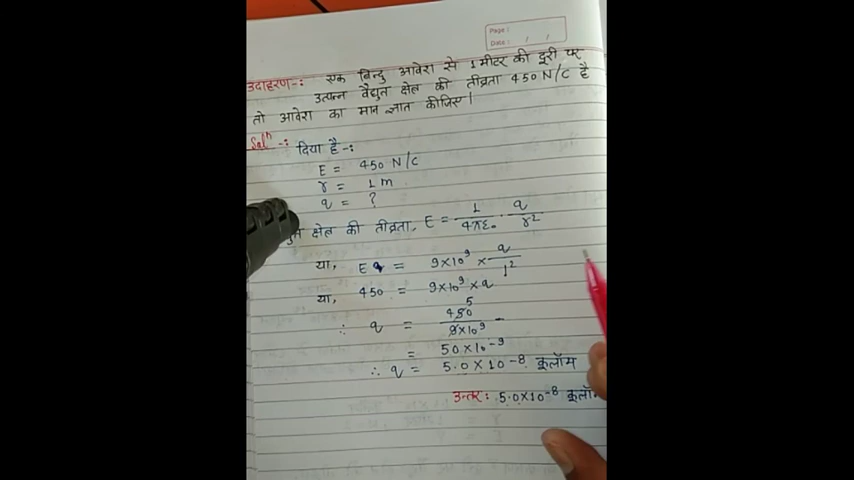 Page :
Date : / /
उदाहरण-: एक बिन्दु आवेश से 1 मीटर की दूरी पर
उत्पन्न वैद्युत क्षेत्र की तीव्रता 450 N/C है
तो आवेश का मान ज्ञात कीजिए।
Solⁿ -: दिया है-:
E = 450 N/C
r = 1 m
q = ?
क्षेत्र की तीव्रता, E = 1/4πε₀ · q/r²
या, E = 9×10⁹ × q/1²
या, 450 = 9×10⁹ × q
∴ q = 450/9×10⁹
= 50×10⁻⁹
∴ q = 5.0 × 10⁻⁸ कूलॉम
उत्तर: 5.0×10⁻⁸ कूलॉम